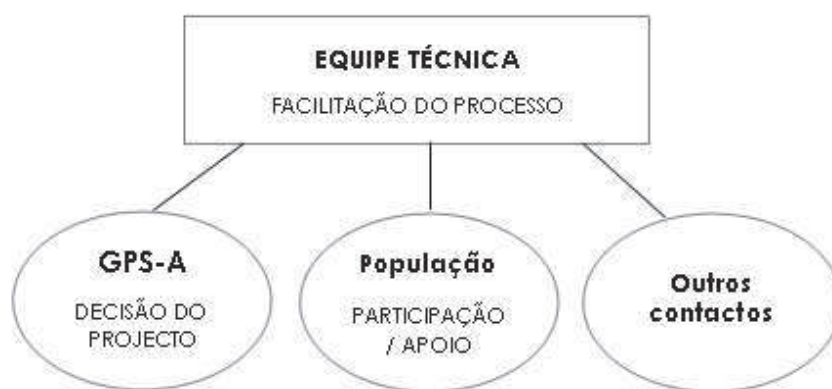 EQUIPE TÉCNICA
FACILITAÇÃO DO PROCESSO
GPS-A
DECISÃO DO
PROJECTO
População
PARTICIPAÇÃO
/ APOIO
Outros
contactos